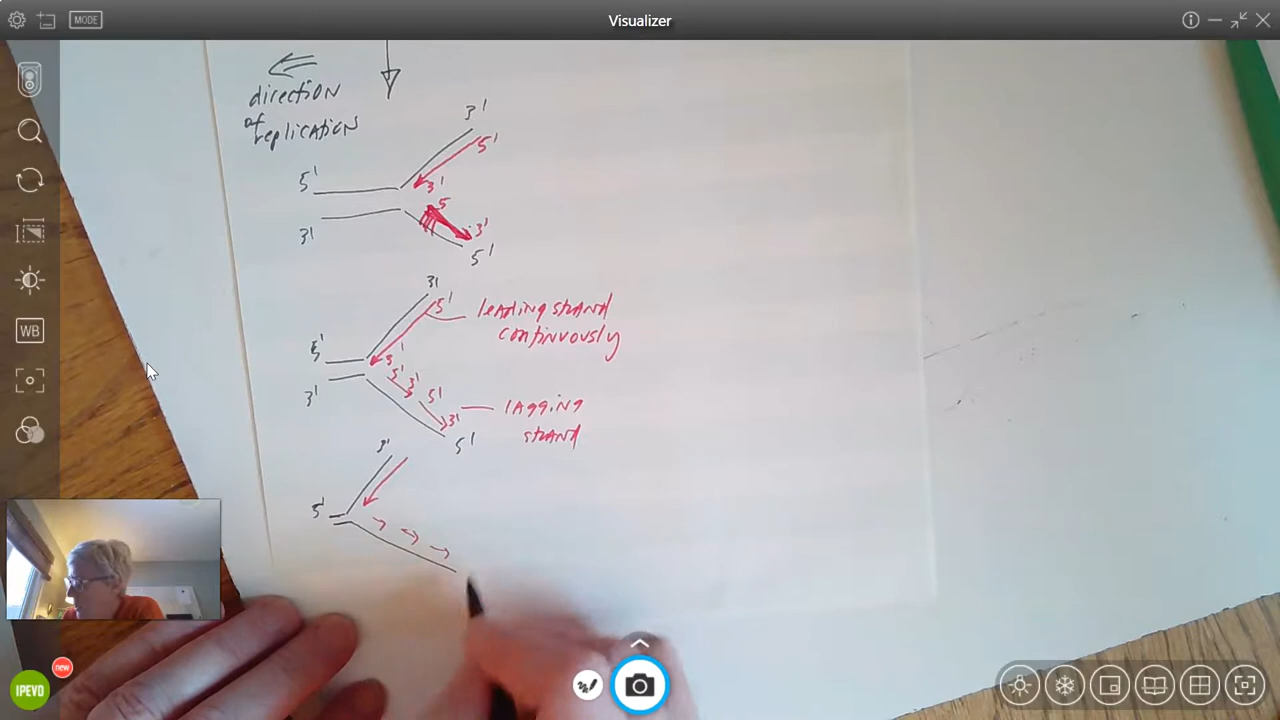 Visualizer
MODE
direction
of
replication
3'
5'
5'
3'
5
3'
3'
5'
3'
5'
leading strand
continuously
5'
3'
5'
3'
5'
3'
lagging
strand
5'
3'
5'
WB
new
IPEVO